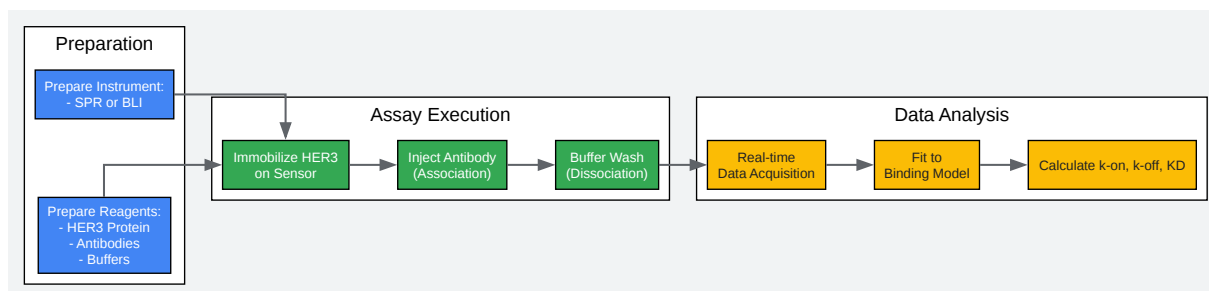 Preparation
Prepare Instrument:
- SPR or BLI
Prepare Reagents:
- HER3 Protein
- Antibodies
- Buffers
Assay Execution
Immobilize HER3
on Sensor
Inject Antibody
(Association)
Buffer Wash
(Dissociation)
Data Analysis
Real-time
Data Acquisition
Fit to
Binding Model
Calculate k-on, k-off, KD